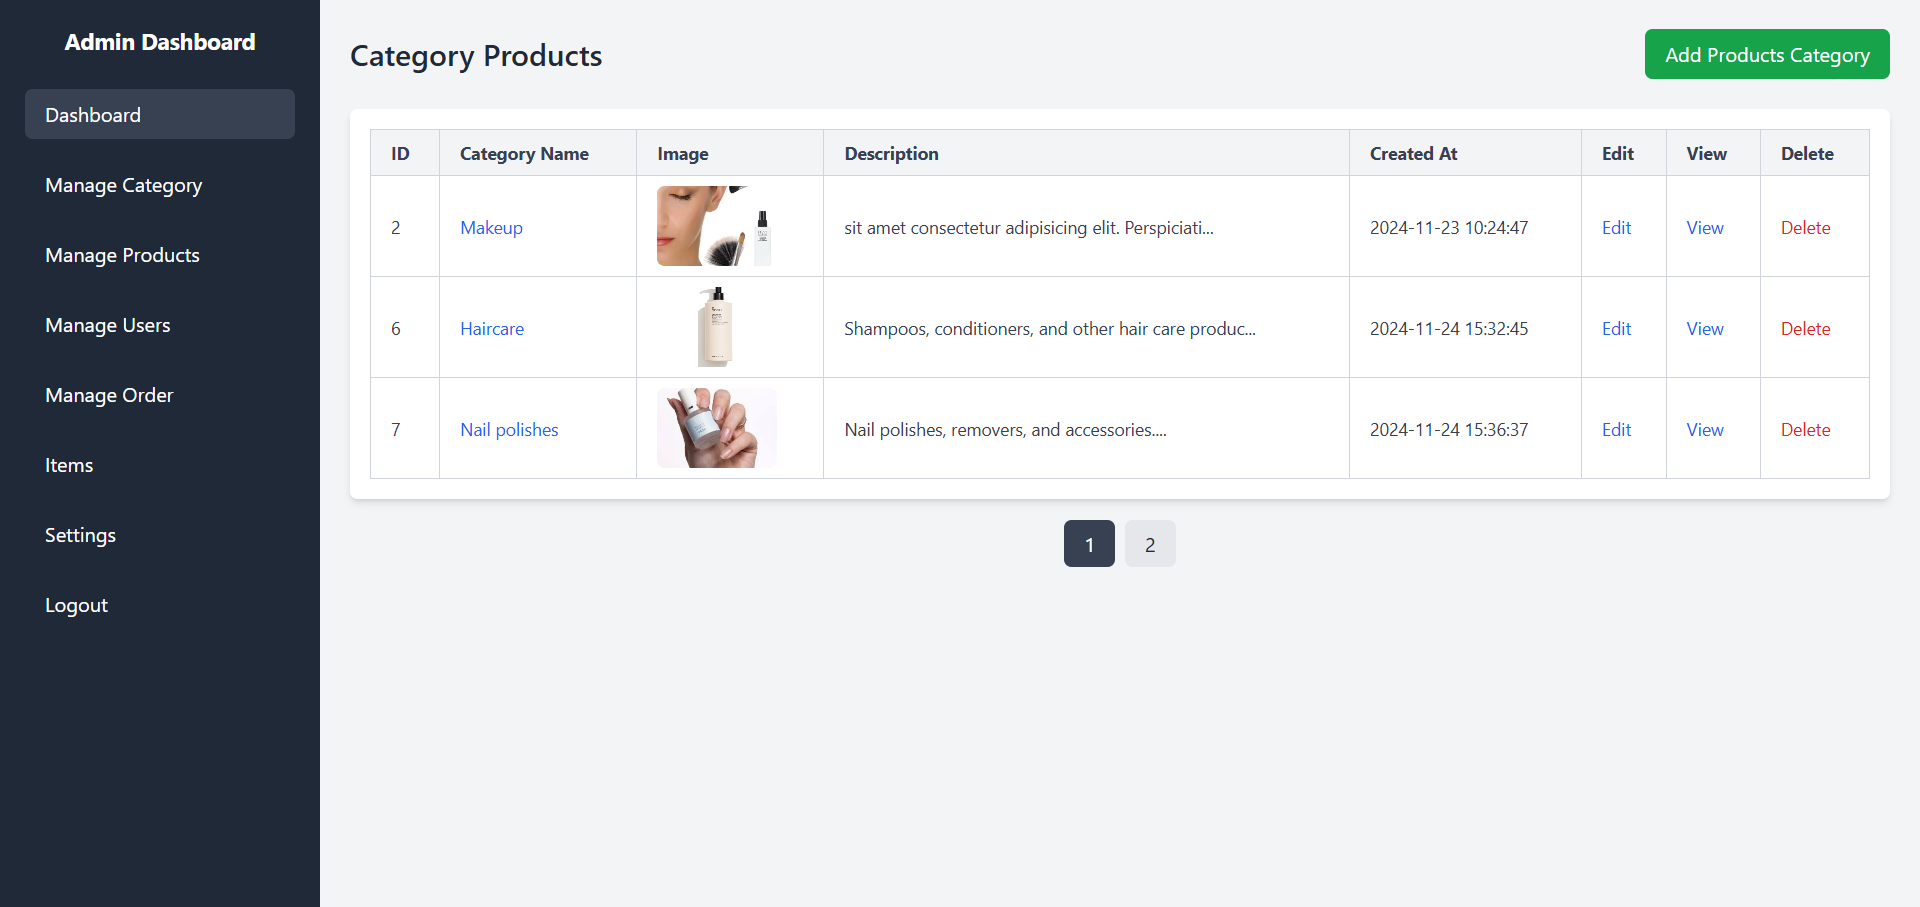 Admin Dashboard
Dashboard
Manage Category
Manage Products
Manage Users
Manage Order
Items
Settings
Logout
Category Products
Add Products Category
ID Category Name Image Description Created At Edit View Delete
2 Makeup sit amet consectetur adipisicing elit. Perspiciati... 2024-11-23 10:24:47 Edit View Delete
6 Haircare Shampoos, conditioners, and other hair care produc... 2024-11-24 15:32:45 Edit View Delete
7 Nail polishes Nail polishes, removers, and accessories.... 2024-11-24 15:36:37 Edit View Delete
1 2